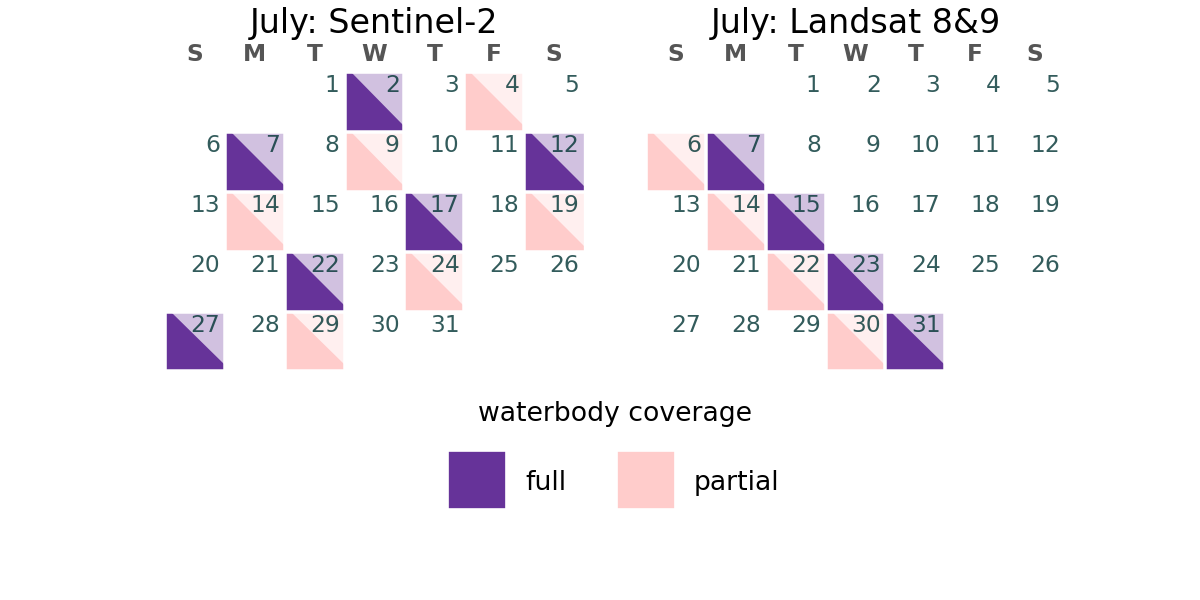 July: Sentinel-2
S M T W T F S
1 2 3 4 5
6 7 8 9 10 11 12
13 14 15 16 17 18 19
20 21 22 23 24 25 26
27 28 29 30 31
July: Landsat 8&9
S M T W T F S
1 2 3 4 5
6 7 8 9 10 11 12
13 14 15 16 17 18 19
20 21 22 23 24 25 26
27 28 29 30 31
waterbody coverage
full
partial